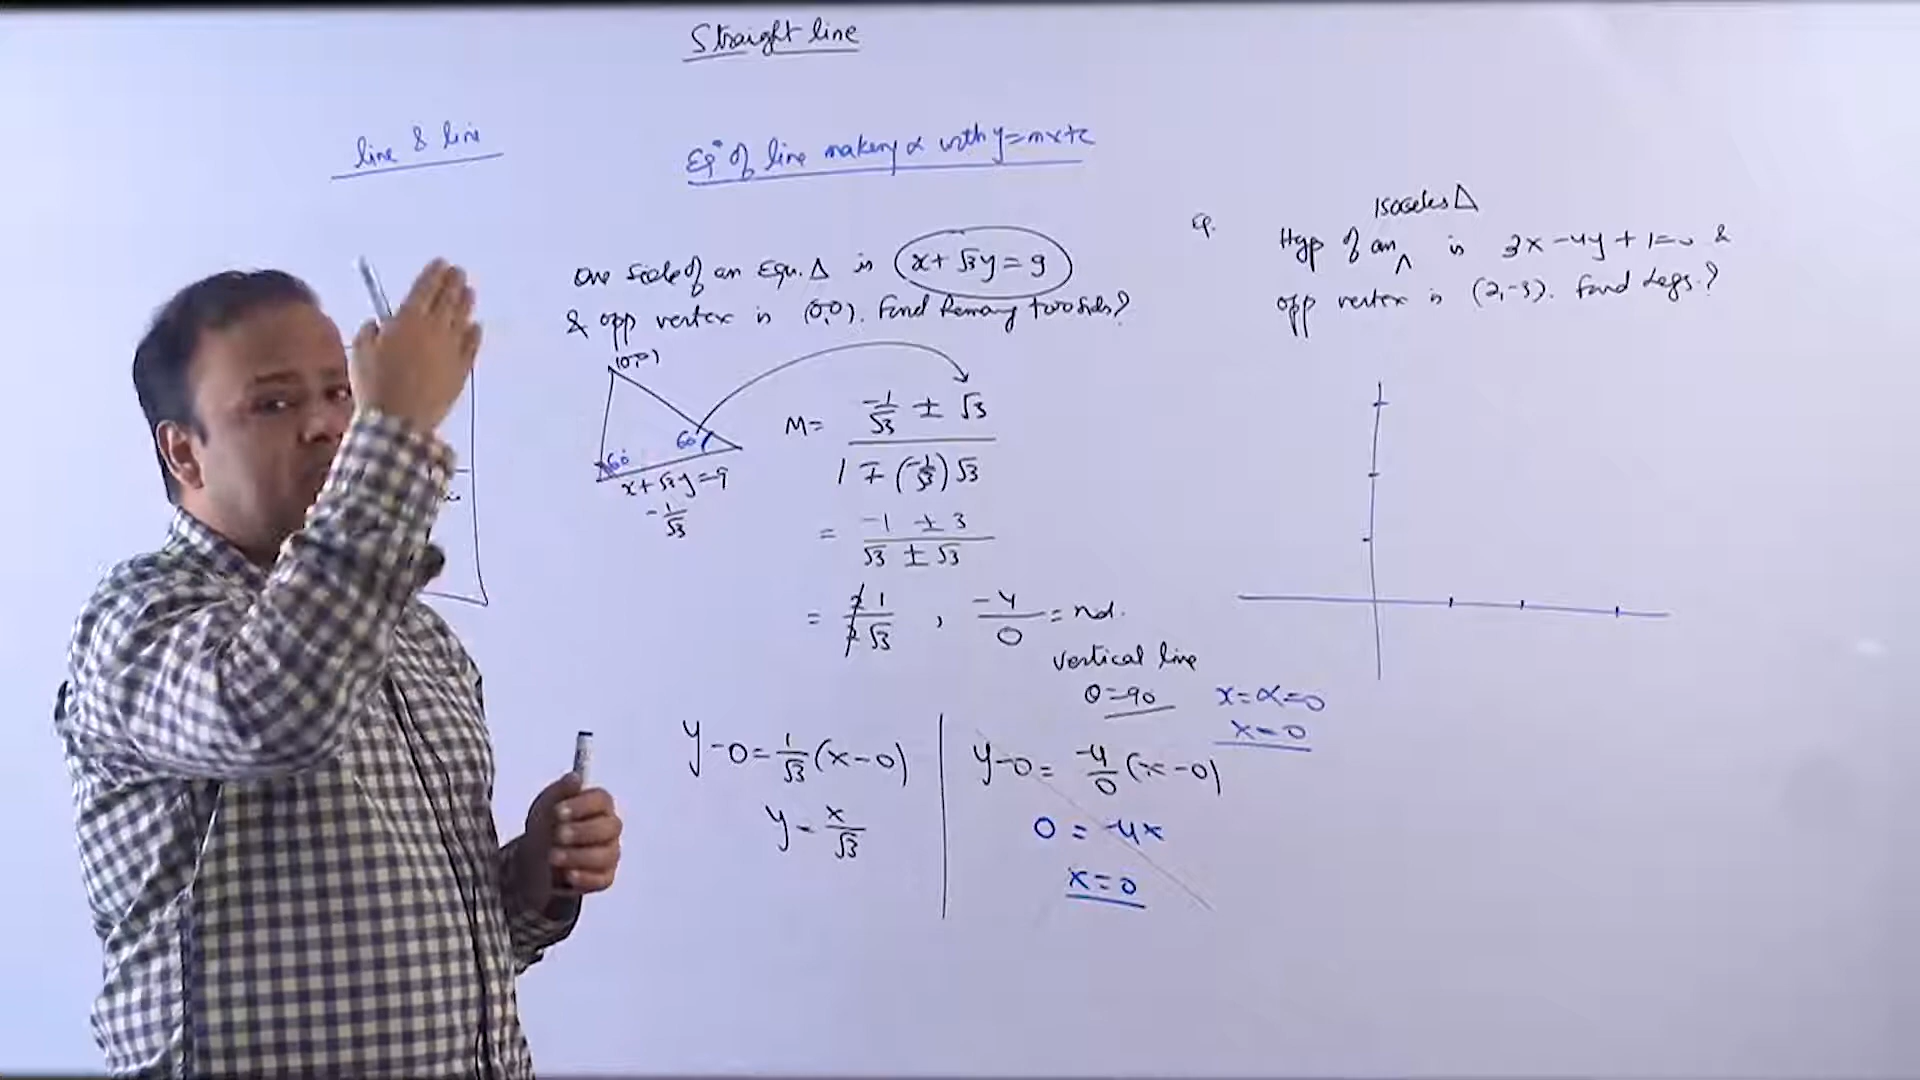 Straight line
line & line
Eqn of line making α with y=mx+c
One side of an Equ. Δ is x+√3y=9
& opp vertex is (0,0). Find Remaing two sides?
(0,0)
60°
60°
x+√3y=9
-1/√3
M= (-1/√3 ± √3)/(1 ∓ (-1/√3)√3)
= (-1 ± 3)/(√3 ± √3)
= 2 1/2√3 , -4/0 = nd.
vertical line
θ=90
x=α=0
x=0
y-0=1/√3(x-0)
y=x/√3
y-0= -4/0(x-0)
0 = -4x
x=0
Isoceles Δ
Hyp of an ∧ is 3x-4y+1=0 &
opp vertex is (2,-3). Find Legs.?